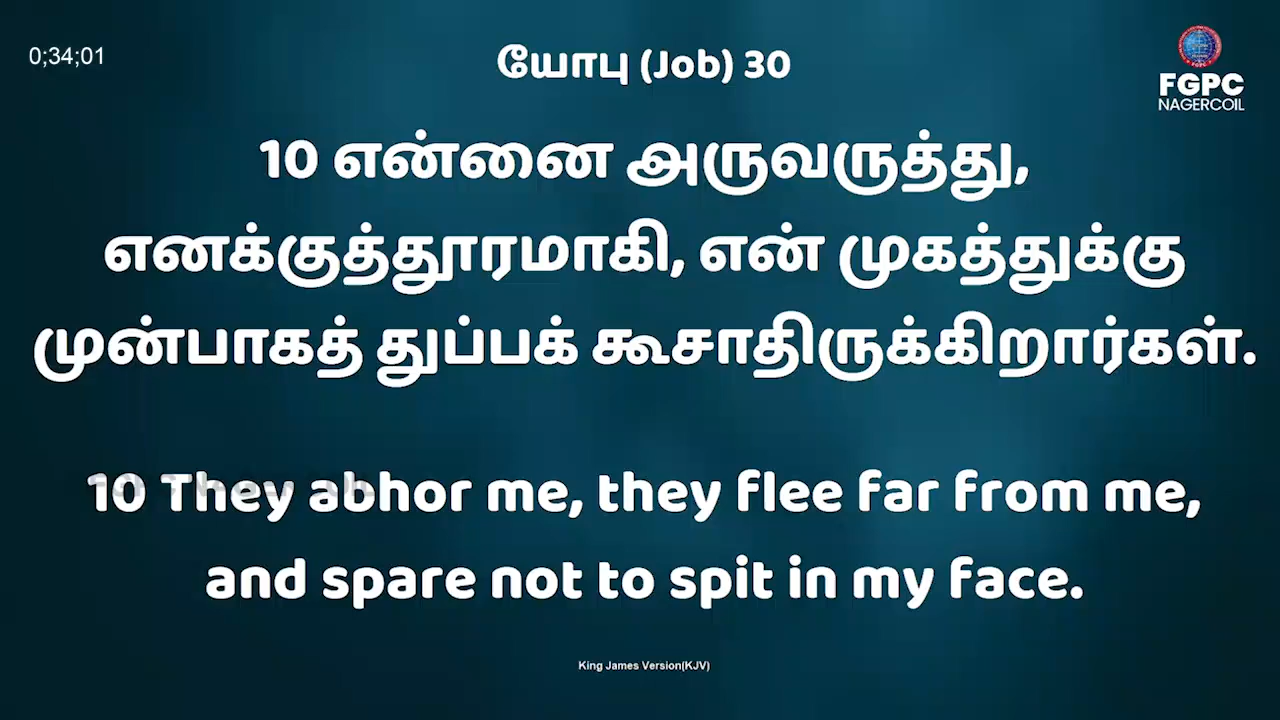 0;34;01
யோபு (Job) 30
FGPC
NAGERCOIL
10 என்னை அருவருத்து,
எனக்குத்தூரமாகி, என் முகத்துக்கு
முன்பாகத் துப்பக் கூசாதிருக்கிறார்கள்.
10 They abhor me, they flee far from me,
and spare not to spit in my face.
King James Version(KJV)